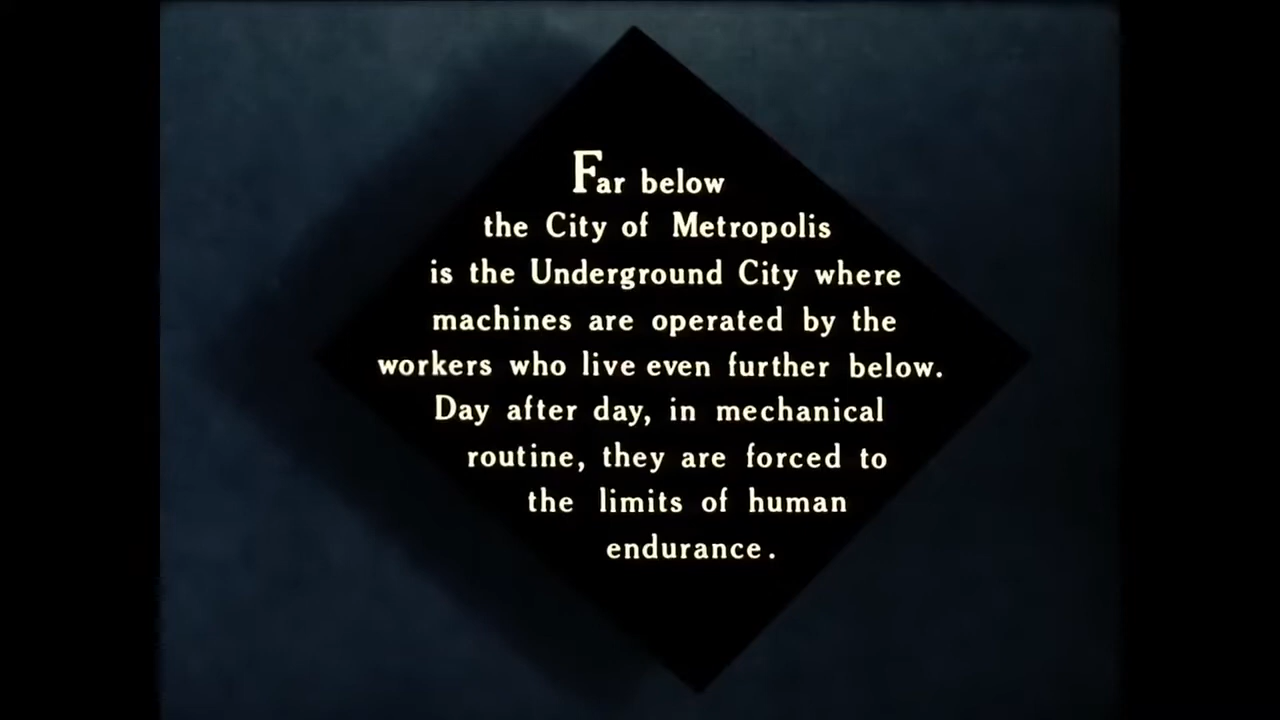 Far below
the City of Metropolis
is the Underground City where
machines are operated by the
workers who live even further below.
Day after day, in mechanical
routine, they are forced to
the limits of human
endurance.